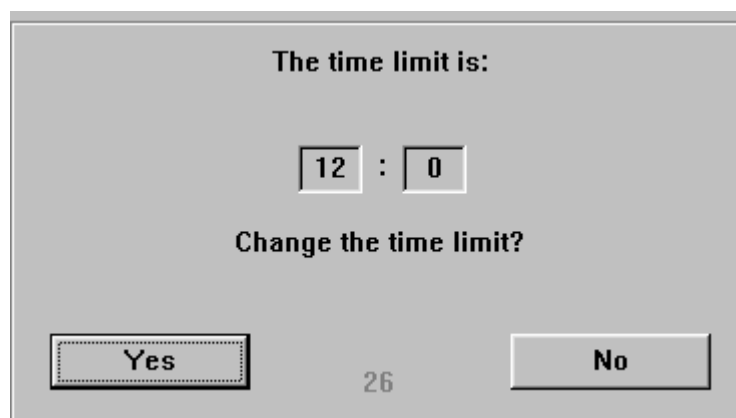 The time limit is:
12 : 0
Change the time limit?
Yes
No
26